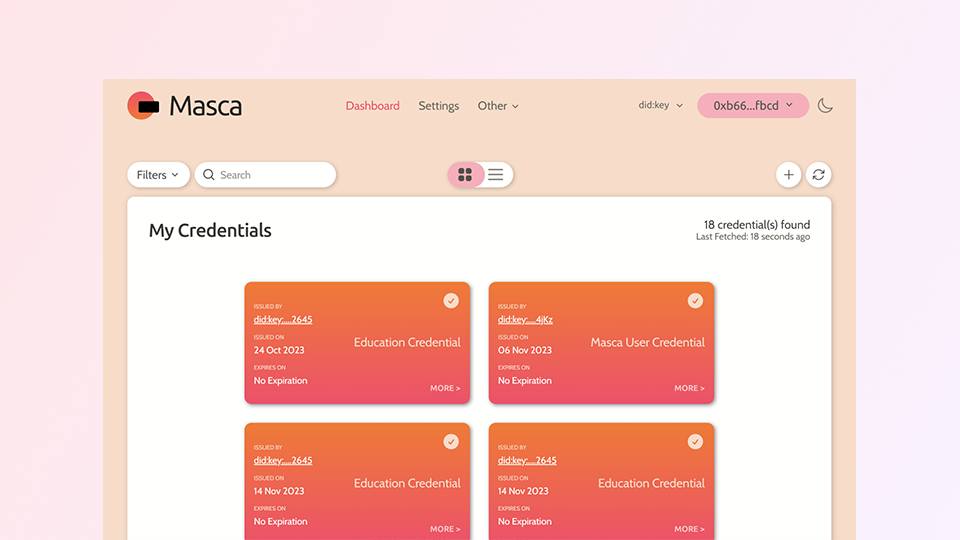 Masca
Dashboard Settings Other did:key 0xb66...fbcd
Filters Search
My Credentials
18 credential(s) found
Last Fetched: 18 seconds ago
ISSUED BY
did:key:....2645
ISSUED ON
24 Oct 2023
EXPIRES ON
No Expiration
Education Credential
MORE >
ISSUED BY
did:key:....4jKz
ISSUED ON
06 Nov 2023
EXPIRES ON
No Expiration
Masca User Credential
MORE >
ISSUED BY
did:key:....2645
ISSUED ON
14 Nov 2023
EXPIRES ON
No Expiration
Education Credential
MORE >
ISSUED BY
did:key:....2645
ISSUED ON
14 Nov 2023
EXPIRES ON
No Expiration
Education Credential
MORE >